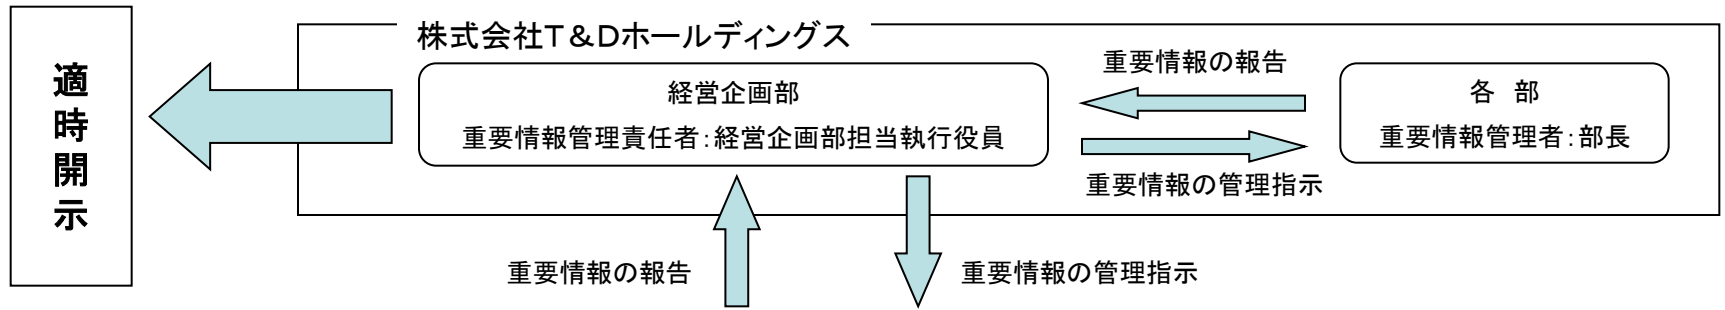 適時開示
株式会社T＆Dホールディングス
経営企画部
重要情報管理責任者：経営企画部担当執行役員
重要情報の報告
重要情報の管理指示
各　部
重要情報管理者：部長
重要情報の報告
重要情報の管理指示